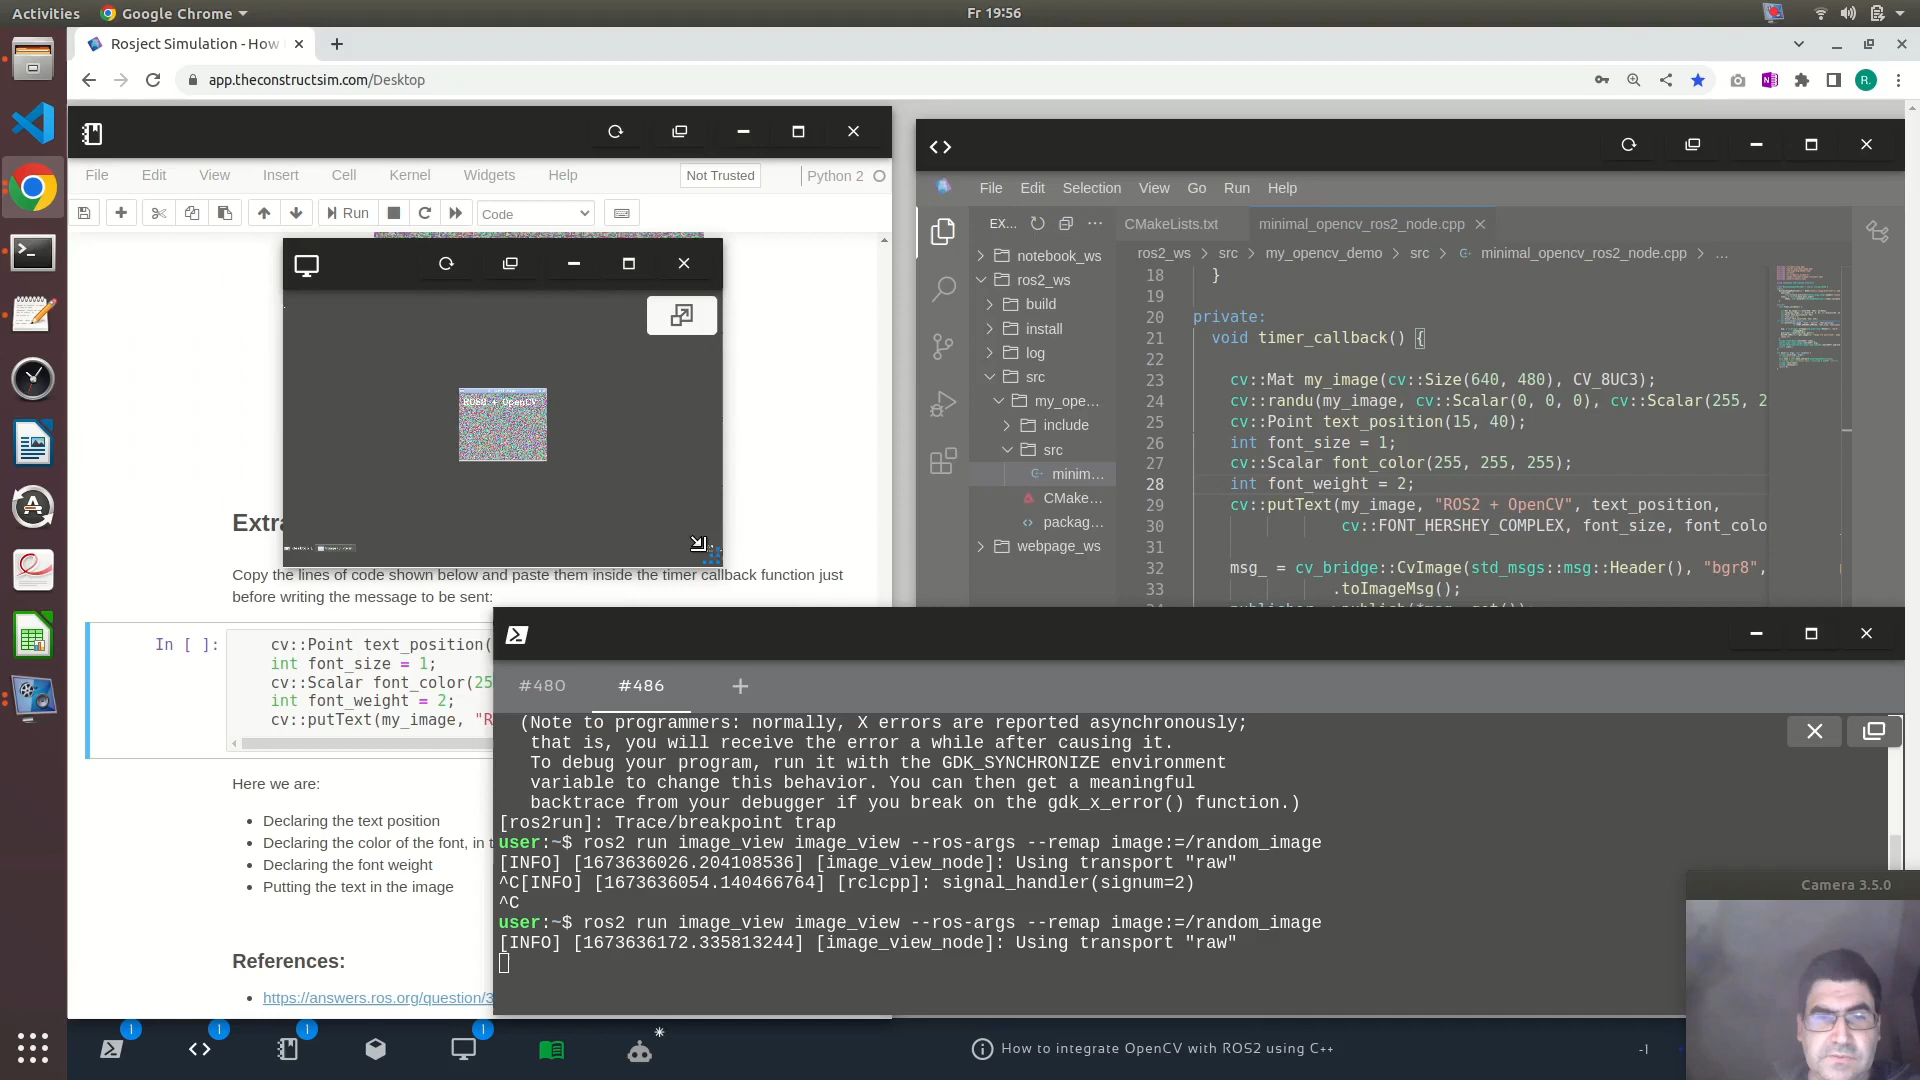 Activities
Google Chrome
Fr 19:56
Rosject Simulation - How
app.theconstructsim.com/Desktop
R.
File Edit View Insert Cell Kernel Widgets Help
Not Trusted
Python 2
Run
Code
ROS2 + OpenCV
Extra
Copy the lines of code shown below and paste them inside the timer callback function just
before writing the message to be sent:
In [ ]:
cv::Point text_position(
int font_size = 1;
cv::Scalar font_color(25
int font_weight = 2;
cv::putText(my_image, "R
Here we are:
Declaring the text position
Declaring the color of the font, in t
Declaring the font weight
Putting the text in the image
References:
https://answers.ros.org/question/3
File Edit Selection View Go Run Help
EX...
CMakeLists.txt
minimal_opencv_ros2_node.cpp
notebook_ws
ros2_ws
build
install
log
src
my_ope...
include
src
minim...
CMake...
packag...
webpage_ws
ros2_ws > src > my_opencv_demo > src > minimal_opencv_ros2_node.cpp > ...
18 }
19
20 private:
21 void timer_callback() {
22
23 cv::Mat my_image(cv::Size(640, 480), CV_8UC3);
24 cv::randu(my_image, cv::Scalar(0, 0, 0), cv::Scalar(255, 2
25 cv::Point text_position(15, 40);
26 int font_size = 1;
27 cv::Scalar font_color(255, 255, 255);
28 int font_weight = 2;
29 cv::putText(my_image, "ROS2 + OpenCV", text_position,
30 cv::FONT_HERSHEY_COMPLEX, font_size, font_colo
31
32 msg_ = cv_bridge::CvImage(std_msgs::msg::Header(), "bgr8",
33 .toImageMsg();
#480
#486
(Note to programmers: normally, X errors are reported asynchronously;
that is, you will receive the error a while after causing it.
To debug your program, run it with the GDK_SYNCHRONIZE environment
variable to change this behavior. You can then get a meaningful
backtrace from your debugger if you break on the gdk_x_error() function.)
[ros2run]: Trace/breakpoint trap
user:~$ ros2 run image_view image_view --ros-args --remap image:=/random_image
[INFO] [1673636026.204108536] [image_view_node]: Using transport "raw"
^C[INFO] [1673636054.140466764] [rclcpp]: signal_handler(signum=2)
^C
user:~$ ros2 run image_view image_view --ros-args --remap image:=/random_image
[INFO] [1673636172.335813244] [image_view_node]: Using transport "raw"
Camera 3.5.0
1
1
1
1
How to integrate OpenCV with ROS2 using C++
-1